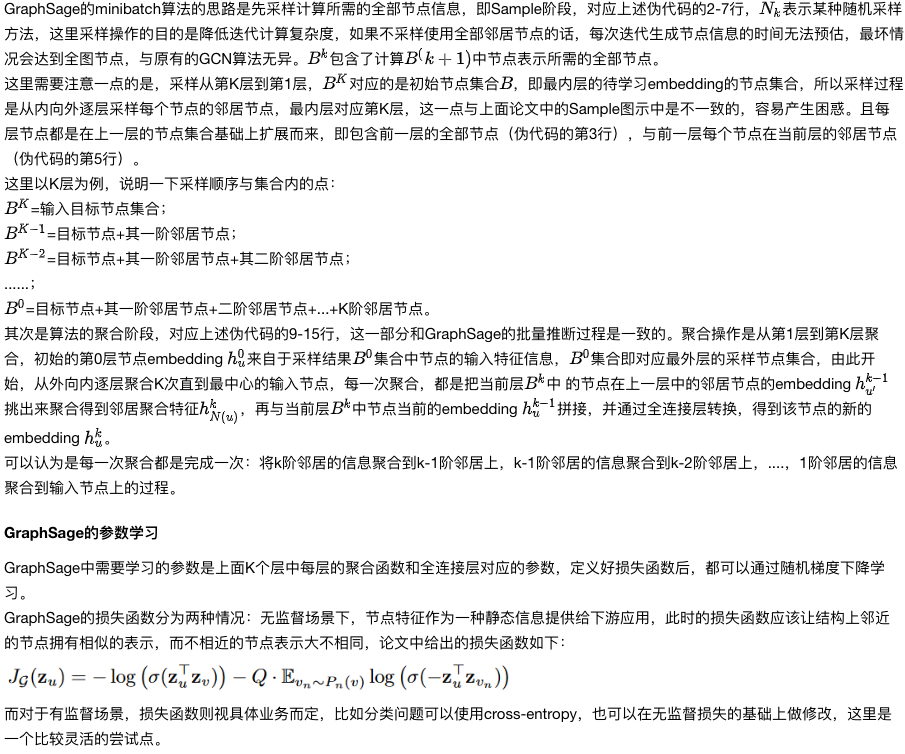 GraphSage的minibatch算法的思路是先采样计算所需的全部节点信息，即Sample阶段，对应上述伪代码的2-7行，$N_k$表示某种随机采样
方法，这里采样操作的目的是降低迭代计算复杂度，如果不采样使用全部邻居节点的话，每次迭代生成节点信息的时间无法预估，最坏情
况会达到全图节点，与原有的GCN算法无异。$B^k$包含了计算$B^(k+1)$中节点表示所需的全部节点。
这里需要注意一点的是，采样从第K层到第1层，$B^K$对应的是初始节点集合$B$，即最内层的待学习embedding的节点集合，所以采样过程
是从内向外逐层采样每个节点的邻居节点，最内层对应第K层，这一点与上面论文中的Sample图示中是不一致的，容易产生困惑。且每
层节点都是在上一层的节点集合基础上扩展而来，即包含前一层的全部节点（伪代码的第3行），与前一层每个节点在当前层的邻居节点
（伪代码的第5行）。
这里以K层为例，说明一下采样顺序与集合内的点：
$B^K$=输入目标节点集合；
$B^{K-1}$=目标节点+其一阶邻居节点；
$B^{K-2}$=目标节点+其一阶邻居节点+其二阶邻居节点；
......；
$B^0$=目标节点+其一阶邻居节点+二阶邻居节点+...+K阶邻居节点。
其次是算法的聚合阶段，对应上述伪代码的9-15行，这一部分和GraphSage的批量推断过程是一致的。聚合操作是从第1层到第K层聚
合，初始的第0层节点embedding $h_u^0$来自于采样结果$B^0$集合中节点的输入特征信息，$B^0$集合即对应最外层的采样节点集合，由此开
始，从外向内逐层聚合K次直到最中心的输入节点，每一次聚合，都是把当前层$B^k$中 的节点在上一层中的邻居节点的embedding $h_{u'}^{k-1}$
挑出来聚合得到邻居聚合特征$h_{N(u)}^k$，再与当前层$B^k$中节点当前的embedding $h_u^{k-1}$拼接，并通过全连接层转换，得到该节点的新的
embedding $h_u^k$。
可以认为是每一次聚合都是完成一次：将k阶邻居的信息聚合到k-1阶邻居上，k-1阶邻居的信息聚合到k-2阶邻居上，....，1阶邻居的信息
聚合到输入节点上的过程。
GraphSage的参数学习
GraphSage中需要学习的参数是上面K个层中每层的聚合函数和全连接层对应的参数，定义好损失函数后，都可以通过随机梯度下降学
习。
GraphSage的损失函数分为两种情况：无监督场景下，节点特征作为一种静态信息提供给下游应用，此时的损失函数应该让结构上邻近
的节点拥有相似的表示，而不相近的节点表示大不相同，论文中给出的损失函数如下：
$J_{\mathcal{G}}(\mathbf{z}_u) = -\log\left(\sigma(\mathbf{z}_u^\top \mathbf{z}_v)\right) - Q \cdot \mathbb{E}_{v_n \sim P_n(v)} \log\left(\sigma(-\mathbf{z}_u^\top \mathbf{z}_{v_n})\right)$
而对于有监督场景，损失函数则视具体业务而定，比如分类问题可以使用cross-entropy，也可以在无监督损失的基础上做修改，这里是
一个比较灵活的尝试点。